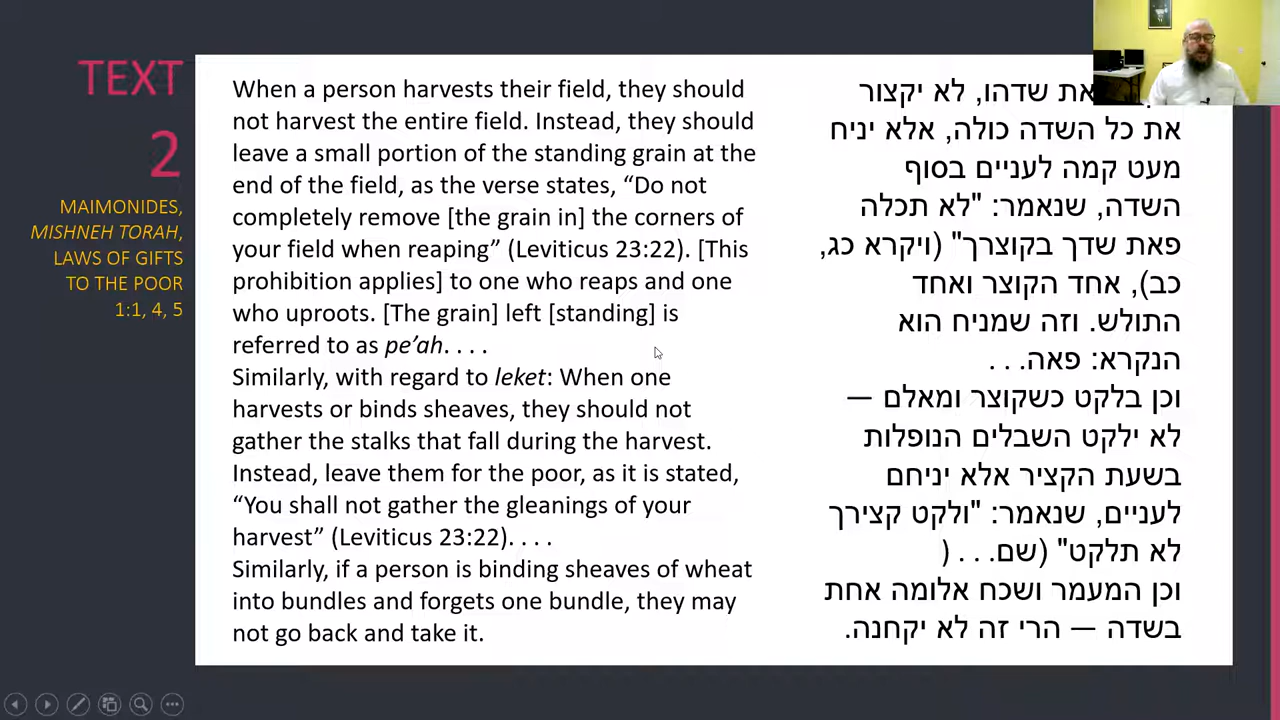 TEXT
2
MAIMONIDES,
MISHNEH TORAH,
LAWS OF GIFTS
TO THE POOR
1:1, 4, 5
When a person harvests their field, they should
not harvest the entire field. Instead, they should
leave a small portion of the standing grain at the
end of the field, as the verse states, “Do not
completely remove [the grain in] the corners of
your field when reaping” (Leviticus 23:22). [This
prohibition applies] to one who reaps and one
who uproots. [The grain] left [standing] is
referred to as pe’ah. . . .
Similarly, with regard to leket: When one
harvests or binds sheaves, they should not
gather the stalks that fall during the harvest.
Instead, leave them for the poor, as it is stated,
“You shall not gather the gleanings of your
harvest” (Leviticus 23:22). . . .
Similarly, if a person is binding sheaves of wheat
into bundles and forgets one bundle, they may
not go back and take it.
את שדהו, לא יקצור
את כל השדה כולה, אלא יניח
מעט קמה לעניים בסוף
השדה, שנאמר: "לא תכלה
פאת שדך בקוצרך" (ויקרא כג,
כב), אחד הקוצר ואחד
התולש. וזה שמניח הוא
הנקרא: פאה. . .
וכן בלקט כשקוצר ומאלם —
לא ילקט השבלים הנופלות
בשעת הקציר אלא יניחם
לעניים, שנאמר: "ולקט קצירך
לא תלקט" (שם. . . (
וכן המעמר ושכח אלומה אחת
בשדה — הרי זה לא יקחנה.